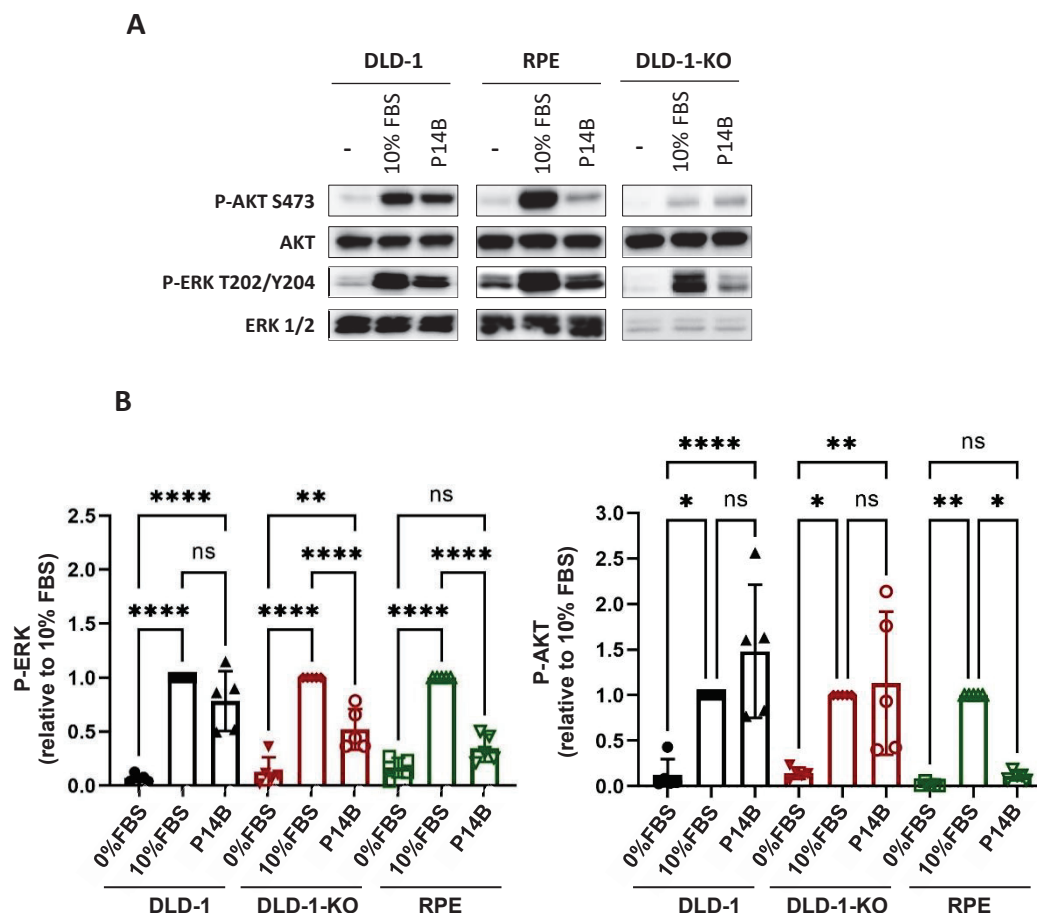 A
DLD-1 RPE DLD-1-KO
- 10% FBS P14B - 10% FBS P14B - 10% FBS P14B
P-AKT S473
AKT
P-ERK T202/Y204
ERK 1/2
B
P-ERK
(relative to 10% FBS)
2.5
2.0
1.5
1.0
0.5
0.0
**** ** ns
ns **** ****
**** **** ****
0%FBS 10%FBS P14B 0%FBS 10%FBS P14B 0%FBS 10%FBS P14B
DLD-1 DLD-1-KO RPE
P-AKT
(relative to 10% FBS)
3.0
2.5
2.0
1.5
1.0
0.5
0.0
**** ** ns
* ns * ns ** *
0%FBS 10%FBS P14B 0%FBS 10%FBS P14B 0%FBS 10%FBS P14B
DLD-1 DLD-1-KO RPE